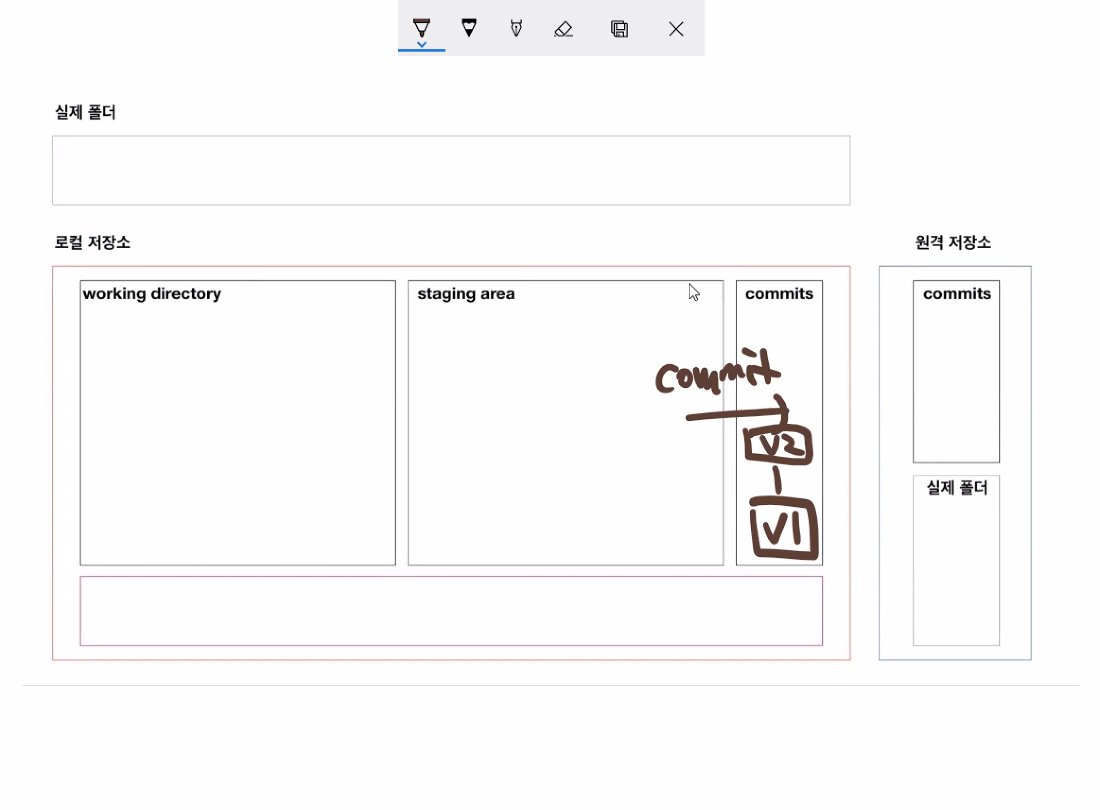 실제 폴더
로컬 저장소
원격 저장소
working directory
staging area
commits
commits
commit
V2
V1
실제 폴더